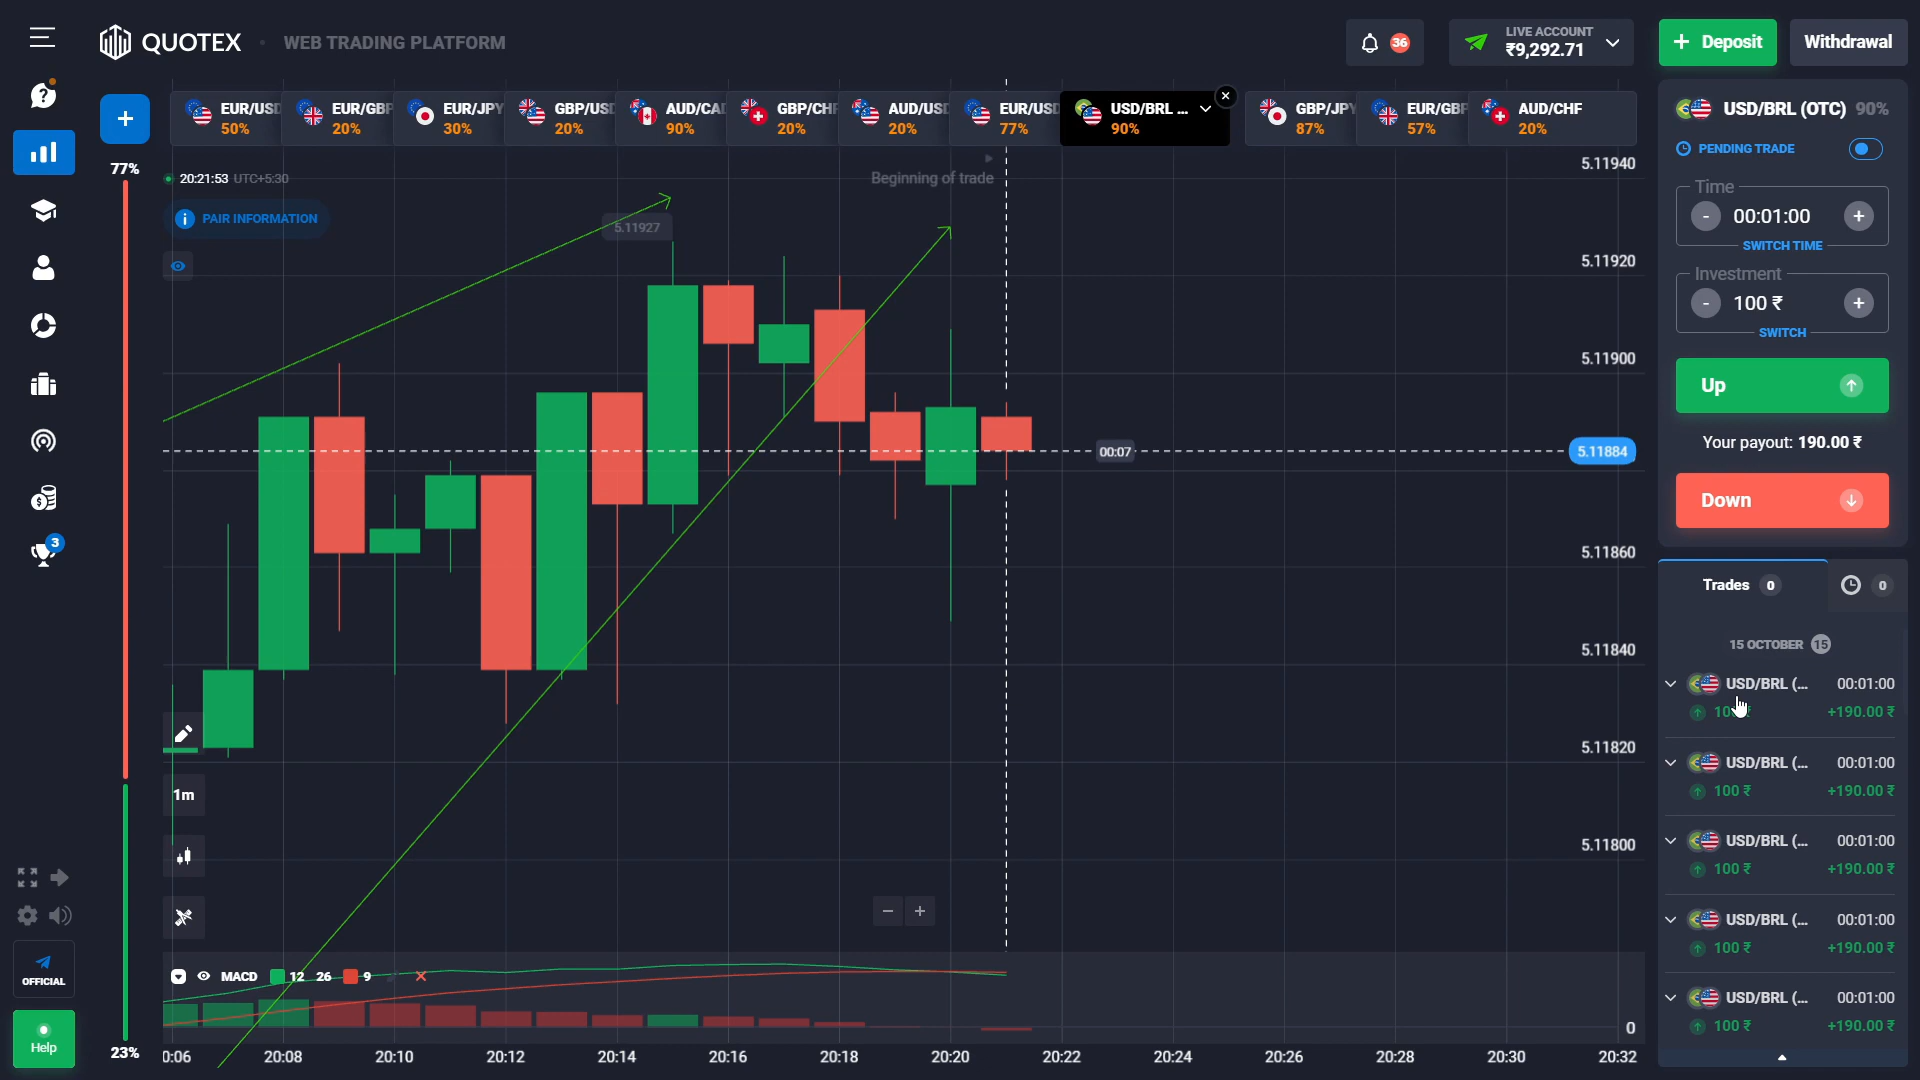 QUOTEX
WEB TRADING PLATFORM
36
LIVE ACCOUNT
₹9,292.71
Deposit
Withdrawal
EUR/USD
50%
EUR/GBP
20%
EUR/JPY
30%
GBP/USD
20%
AUD/CAD
90%
GBP/CHF
20%
AUD/USD
20%
EUR/USD
77%
USD/BRL ...
90%
GBP/JPY
87%
EUR/GBP
57%
AUD/CHF
20%
77%
20:21:53 UTC+5:30
PAIR INFORMATION
Beginning of trade
5.11927
5.11940
5.11920
5.11900
5.11884
5.11860
5.11840
5.11820
5.11800
00:07
1m
MACD 12 26 9
0
0:06 20:08 20:10 20:12 20:14 20:16 20:18 20:20 20:22 20:24 20:26 20:28 20:30 20:32
23%
3
OFFICIAL
Help
USD/BRL (OTC) 90%
PENDING TRADE
Time
- 00:01:00 +
SWITCH TIME
Investment
- 100 ₹ +
SWITCH
Up
Your payout: 190.00 ₹
Down
Trades 0
0
15 OCTOBER 15
USD/BRL (... 00:01:00
100 ₹ +190.00 ₹
USD/BRL (... 00:01:00
100 ₹ +190.00 ₹
USD/BRL (... 00:01:00
100 ₹ +190.00 ₹
USD/BRL (... 00:01:00
100 ₹ +190.00 ₹
USD/BRL (... 00:01:00
100 ₹ +190.00 ₹